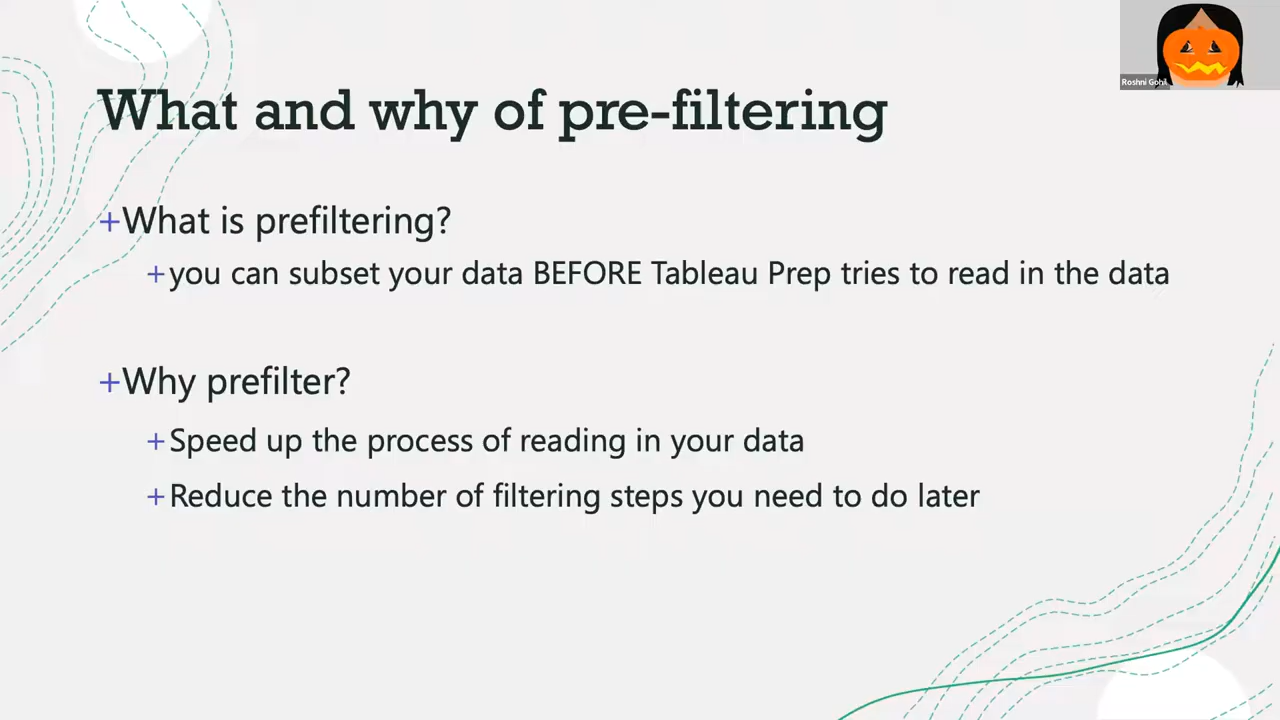 Roshni Gohil
What and why of pre-filtering
+What is prefiltering?
+you can subset your data BEFORE Tableau Prep tries to read in the data
+Why prefilter?
+Speed up the process of reading in your data
+Reduce the number of filtering steps you need to do later